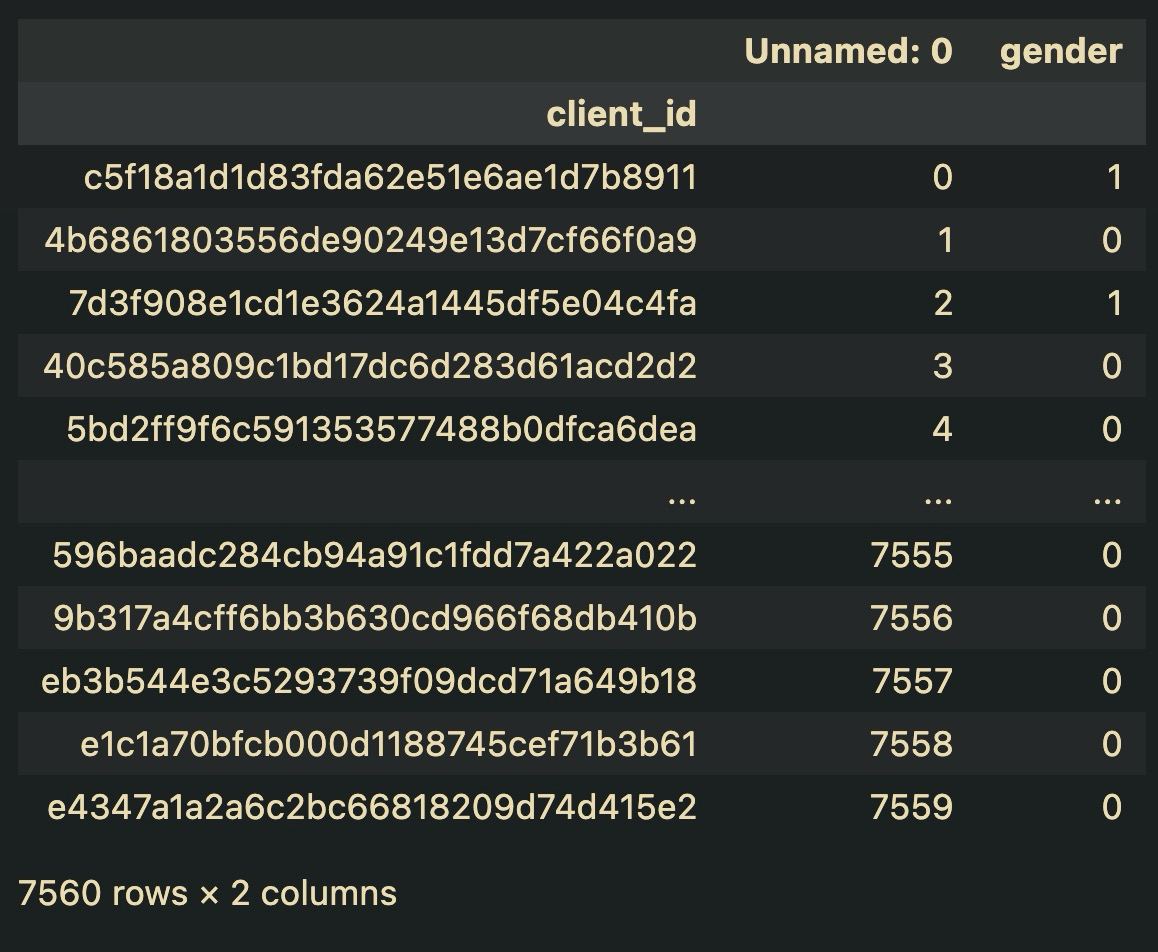 Unnamed: 0 gender
client_id
c5f18a1d1d83fda62e51e6ae1d7b8911 0 1
4b6861803556de90249e13d7cf66f0a9 1 0
7d3f908e1cd1e3624a1445df5e04c4fa 2 1
40c585a809c1bd17dc6d283d61acd2d2 3 0
5bd2ff9f6c591353577488b0dfca6dea 4 0
... ... ...
596baadc284cb94a91c1fdd7a422a022 7555 0
9b317a4cff6bb3b630cd966f68db410b 7556 0
eb3b544e3c5293739f09dcd71a649b18 7557 0
e1c1a70bfcb000d1188745cef71b3b61 7558 0
e4347a1a2a6c2bc66818209d74d415e2 7559 0
7560 rows × 2 columns